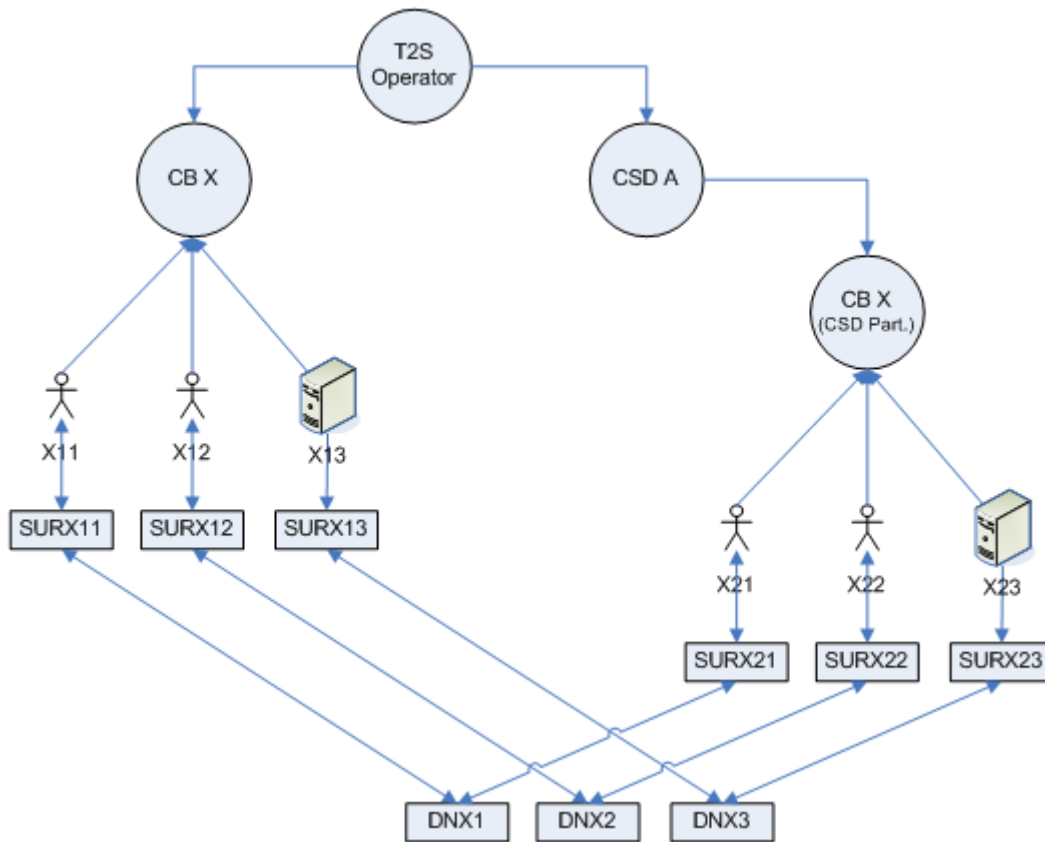 T2S
Operator
CB X
CSD A
CB X
(CSD Part.)
X11
X12
X13
SURX11
SURX12
SURX13
X21
X22
X23
SURX21
SURX22
SURX23
DNX1
DNX2
DNX3